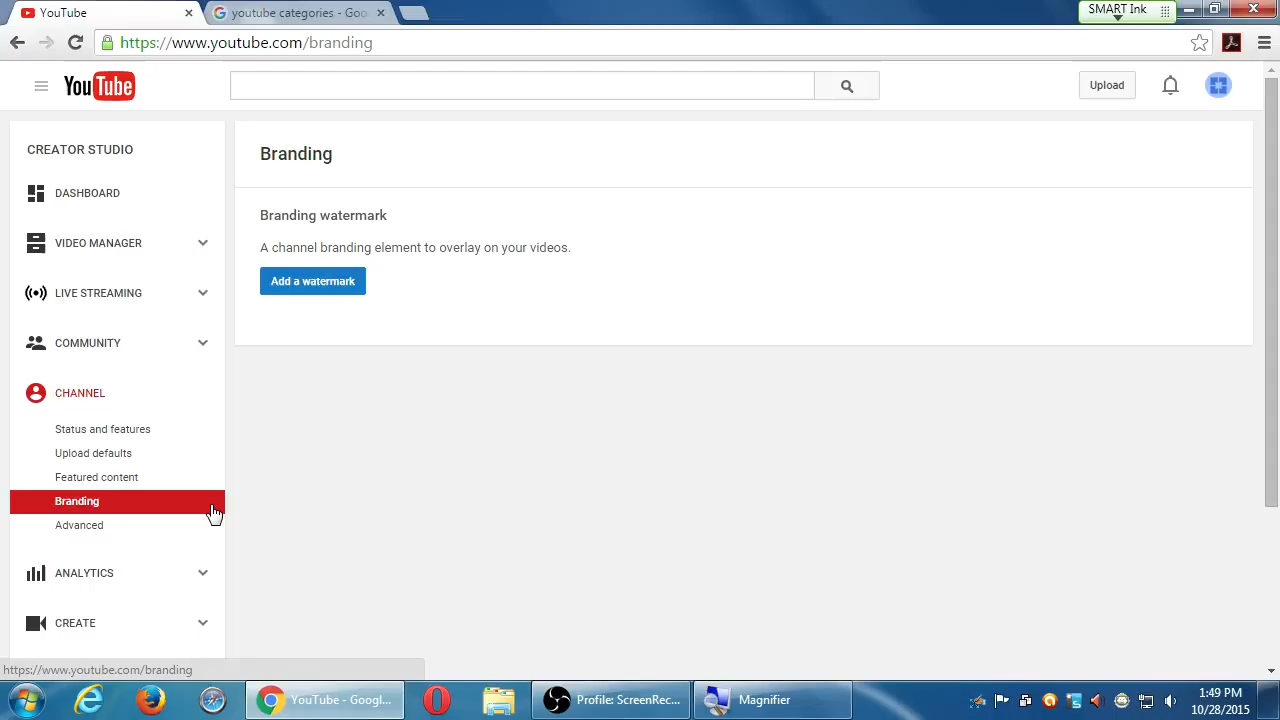 YouTube
youtube categories - Goo
SMART Ink
https://www.youtube.com/branding
YouTube
Upload
CREATOR STUDIO
DASHBOARD
VIDEO MANAGER
LIVE STREAMING
COMMUNITY
CHANNEL
Status and features
Upload defaults
Featured content
Branding
Advanced
ANALYTICS
CREATE
Branding
Branding watermark
A channel branding element to overlay on your videos.
Add a watermark
https://www.youtube.com/branding
YouTube - Googl...
Profile: ScreenRec...
Magnifier
1:49 PM
10/28/2015